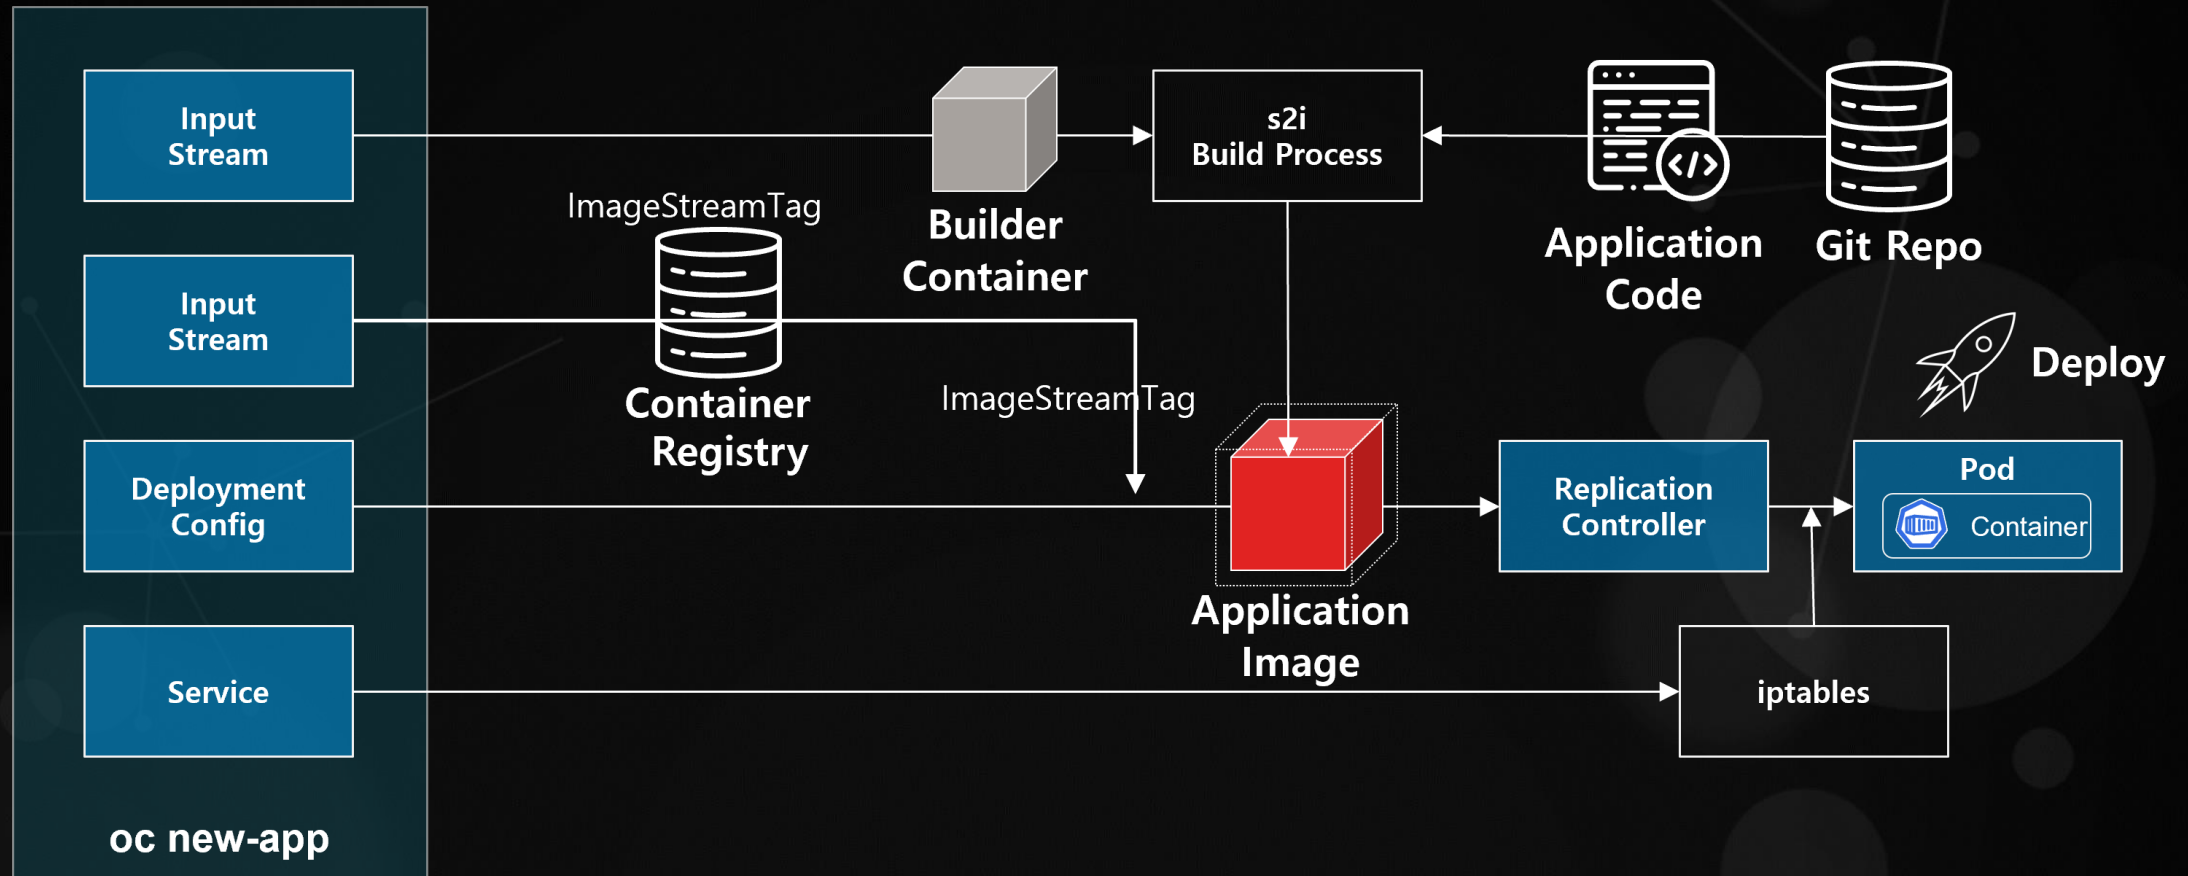 Input
Stream
s2i
Build Process
ImageStreamTag
Builder
Container
Application
Code
Git Repo
Input
Stream
Container
Registry
ImageStreamTag
Deploy
Deployment
Config
Replication
Controller
Pod
Container
Application
Image
Service
iptables
oc new-app